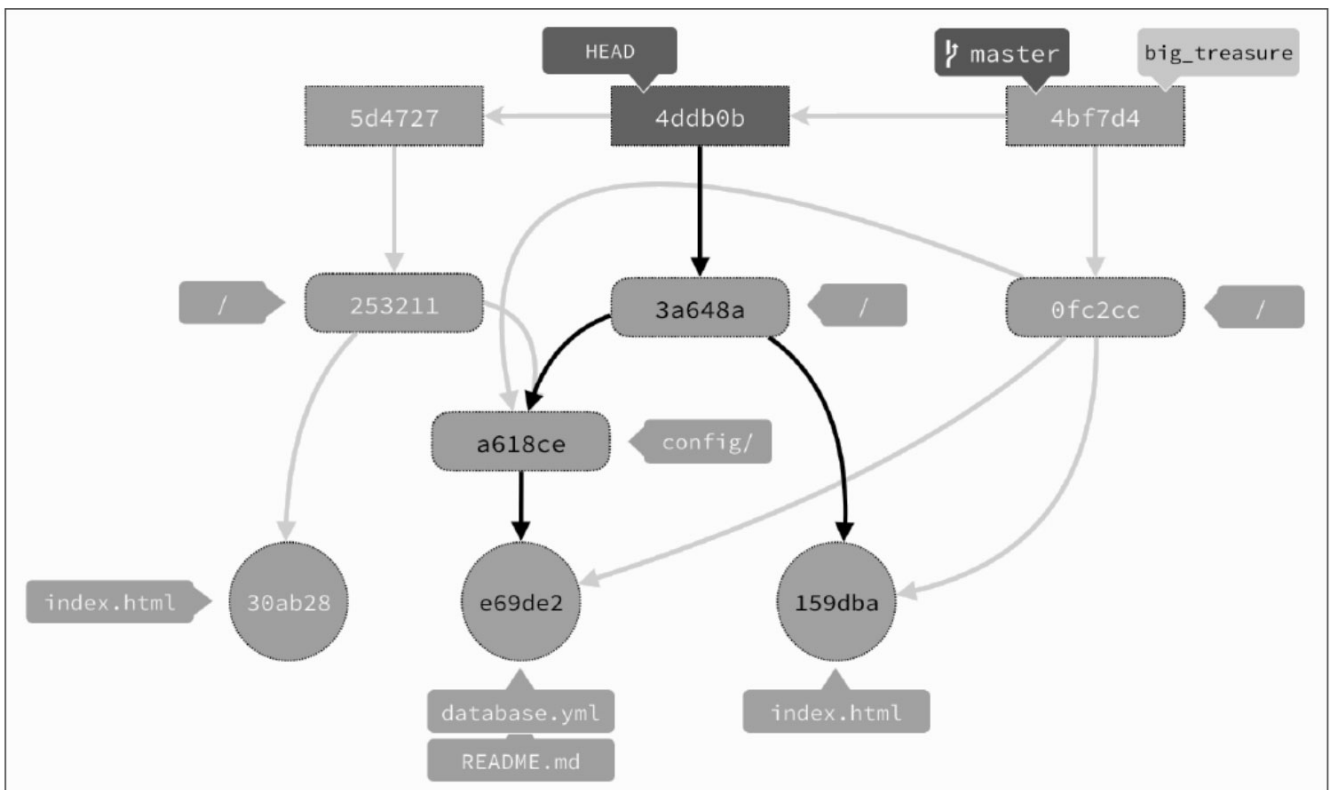 HEAD
master
big_treasure
5d4727
4ddb0b
4bf7d4
/
253211
3a648a
/
0fc2cc
/
a618ce
config/
index.html
30ab28
e69de2
159dba
database.yml
index.html
README.md